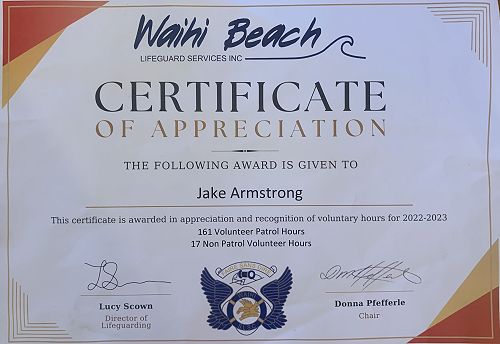 Waihi Beach
LIFEGUARD SERVICES INC
CERTIFICATE
OF APPRECIATION
THE FOLLOWING AWARD IS GIVEN TO
Jake Armstrong
This certificate is awarded in appreciation and recognition of voluntary hours for 2022-2023
161 Volunteer Patrol Hours
17 Non Patrol Volunteer Hours
Lucy Scown
Director of
Lifeguarding
Donna Pfefferle
Chair